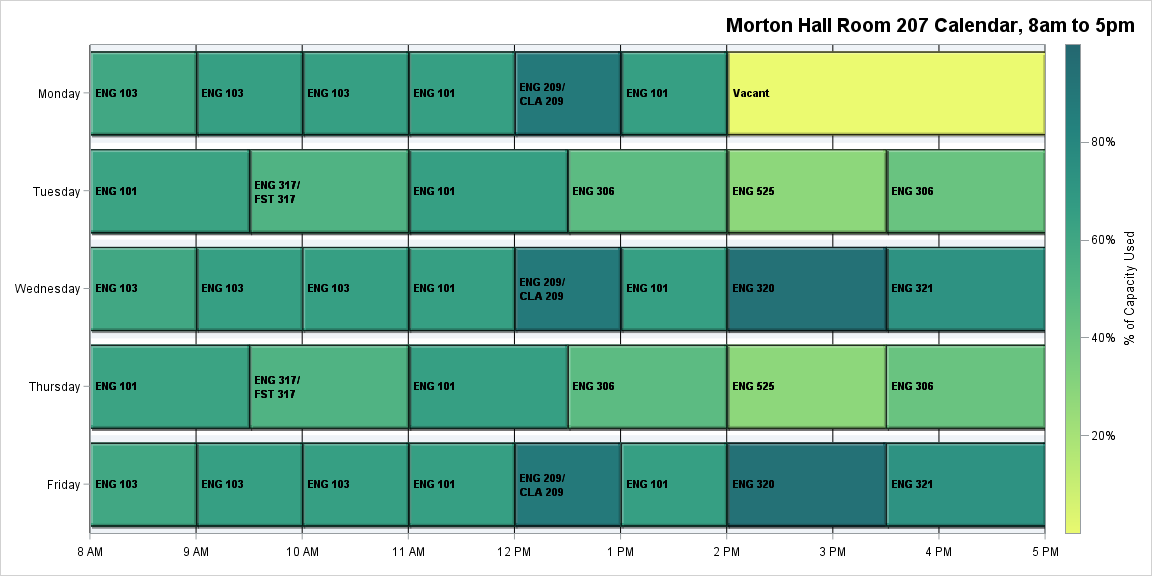 Morton Hall Room 207 Calendar, 8am to 5pm
Monday
ENG 103
ENG 103
ENG 103
ENG 101
ENG 209/
CLA 209
ENG 101
Vacant
Tuesday
ENG 101
ENG 317/
FST 317
ENG 101
ENG 306
ENG 525
ENG 306
Wednesday
ENG 103
ENG 103
ENG 103
ENG 101
ENG 209/
CLA 209
ENG 101
ENG 320
ENG 321
Thursday
ENG 101
ENG 317/
FST 317
ENG 101
ENG 306
ENG 525
ENG 306
Friday
ENG 103
ENG 103
ENG 103
ENG 101
ENG 209/
CLA 209
ENG 101
ENG 320
ENG 321
8 AM
9 AM
10 AM
11 AM
12 PM
1 PM
2 PM
3 PM
4 PM
5 PM
80%
60%
40%
20%
% of Capacity Used